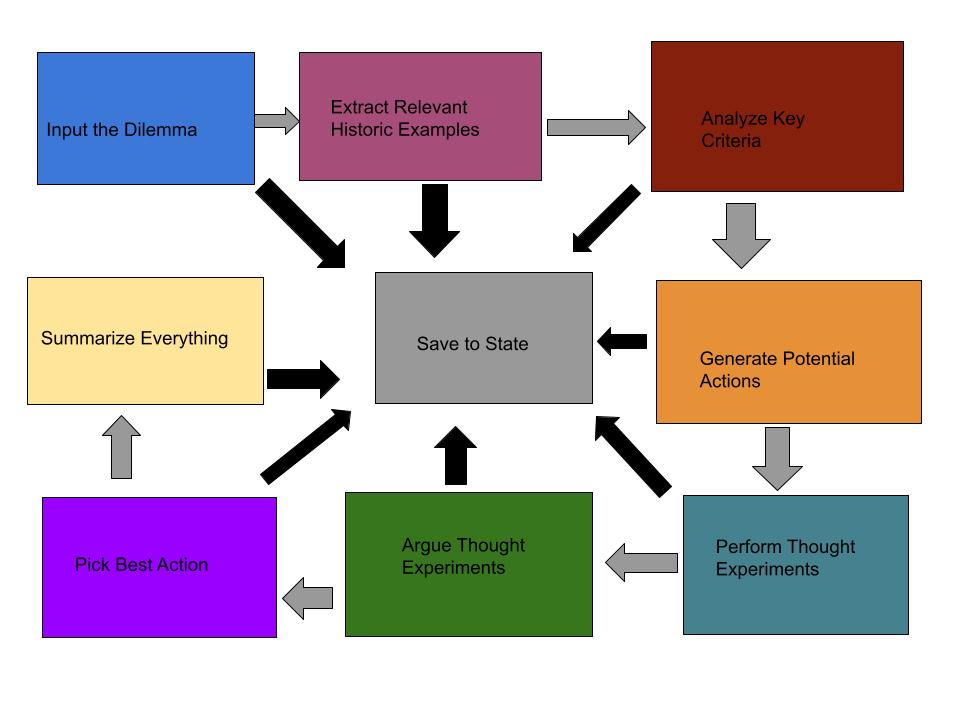 Input the Dilemma
Extract Relevant
Historic Examples
Analyze Key
Criteria
Summarize Everything
Save to State
Generate Potential
Actions
Pick Best Action
Argue Thought
Experiments
Perform Thought
Experiments